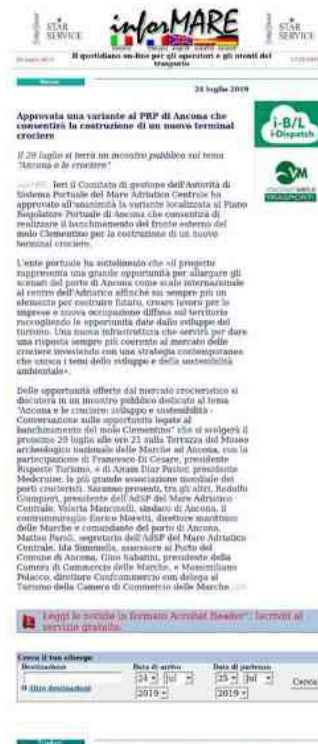 STAR
SERVICE
inforMARE
STAR
SERVICE
Il quotidiano on-line per gli operatori e gli utenti del
trasporto
24 luglio 2019
Approvata una variante al PRP di Ancona che
consentirà la costruzione di un nuovo terminal
crociere
Il 29 luglio si terrà un incontro pubblico sul tema
"Ancona e le crociere"
Ieri il Comitato di gestione dell'Autorità di
Sistema Portuale del Mare Adriatico Centrale ha
approvato all'unanimità la variante localizzata al Piano
Regolatore Portuale di Ancona che consentirà di
realizzare il banchinamento del fronte esterno del
molo Clementino per la costruzione di un nuovo
terminal crociere.
L'ente portuale ha sottolineato che «il progetto
rappresenta una grande opportunità per allargare gli
scenari del porto di Ancona come scalo internazionale
al centro dell'Adriatico affinché sia sempre più un
elemento per costruire futuro, creare lavoro per le
imprese e nuova occupazione diffusa sul territorio
raccogliendo le opportunità date dallo sviluppo del
turismo. Una nuova infrastruttura che servirà per dare
una risposta sempre più coerente al mercato delle
crociere investendo con una strategia contemporanea
che unisca i temi dello sviluppo e della sostenibilità
ambientale».
Delle opportunità offerte dal mercato crocieristico si
discuterà in un incontro pubblico dedicato al tema
"Ancona e le crociere: sviluppo e sostenibilità -
Conversazione sulle opportunità legate al
banchinamento del molo Clementino" che si svolgerà il
prossimo 29 luglio alle ore 21 sulla Terrazza del Museo
archeologico nazionale delle Marche ad Ancona, con la
partecipazione di Francesco Di Cesare, presidente
Risposte Turismo, e di Airam Diaz Pastor, presidente
Medcruise, la più grande associazione mondiale dei
porti crocieristi. Saranno presenti, tra gli altri, Rodolfo
Giampieri, presidente dell'AdSP del Mare Adriatico
Centrale, Valeria Mancinelli, sindaco di Ancona, il
contrammiraglio Enrico Moretti, direttore marittimo
delle Marche e comandante del porto di Ancona,
Matteo Paroli, segretario dell'AdSP del Mare Adriatico
Centrale, Ida Simonella, assessore al Porto del
Comune di Ancona, Gino Sabatini, presidente della
Camera di Commercio delle Marche, e Massimiliano
Polacco, direttore Confcommercio con delega al
Turismo della Camera di Commercio delle Marche.
i-B/L
i-Dispatch
TRASPORTI
Leggi le notizie in formato Acrobat Reader®. Iscriviti al
servizio gratuito.
Cerca il tuo albergo
Destinazione
Data di arrivo
Data di partenza
24 Jul
25 Jul
Cerca
Altre destinazioni
2019
2019